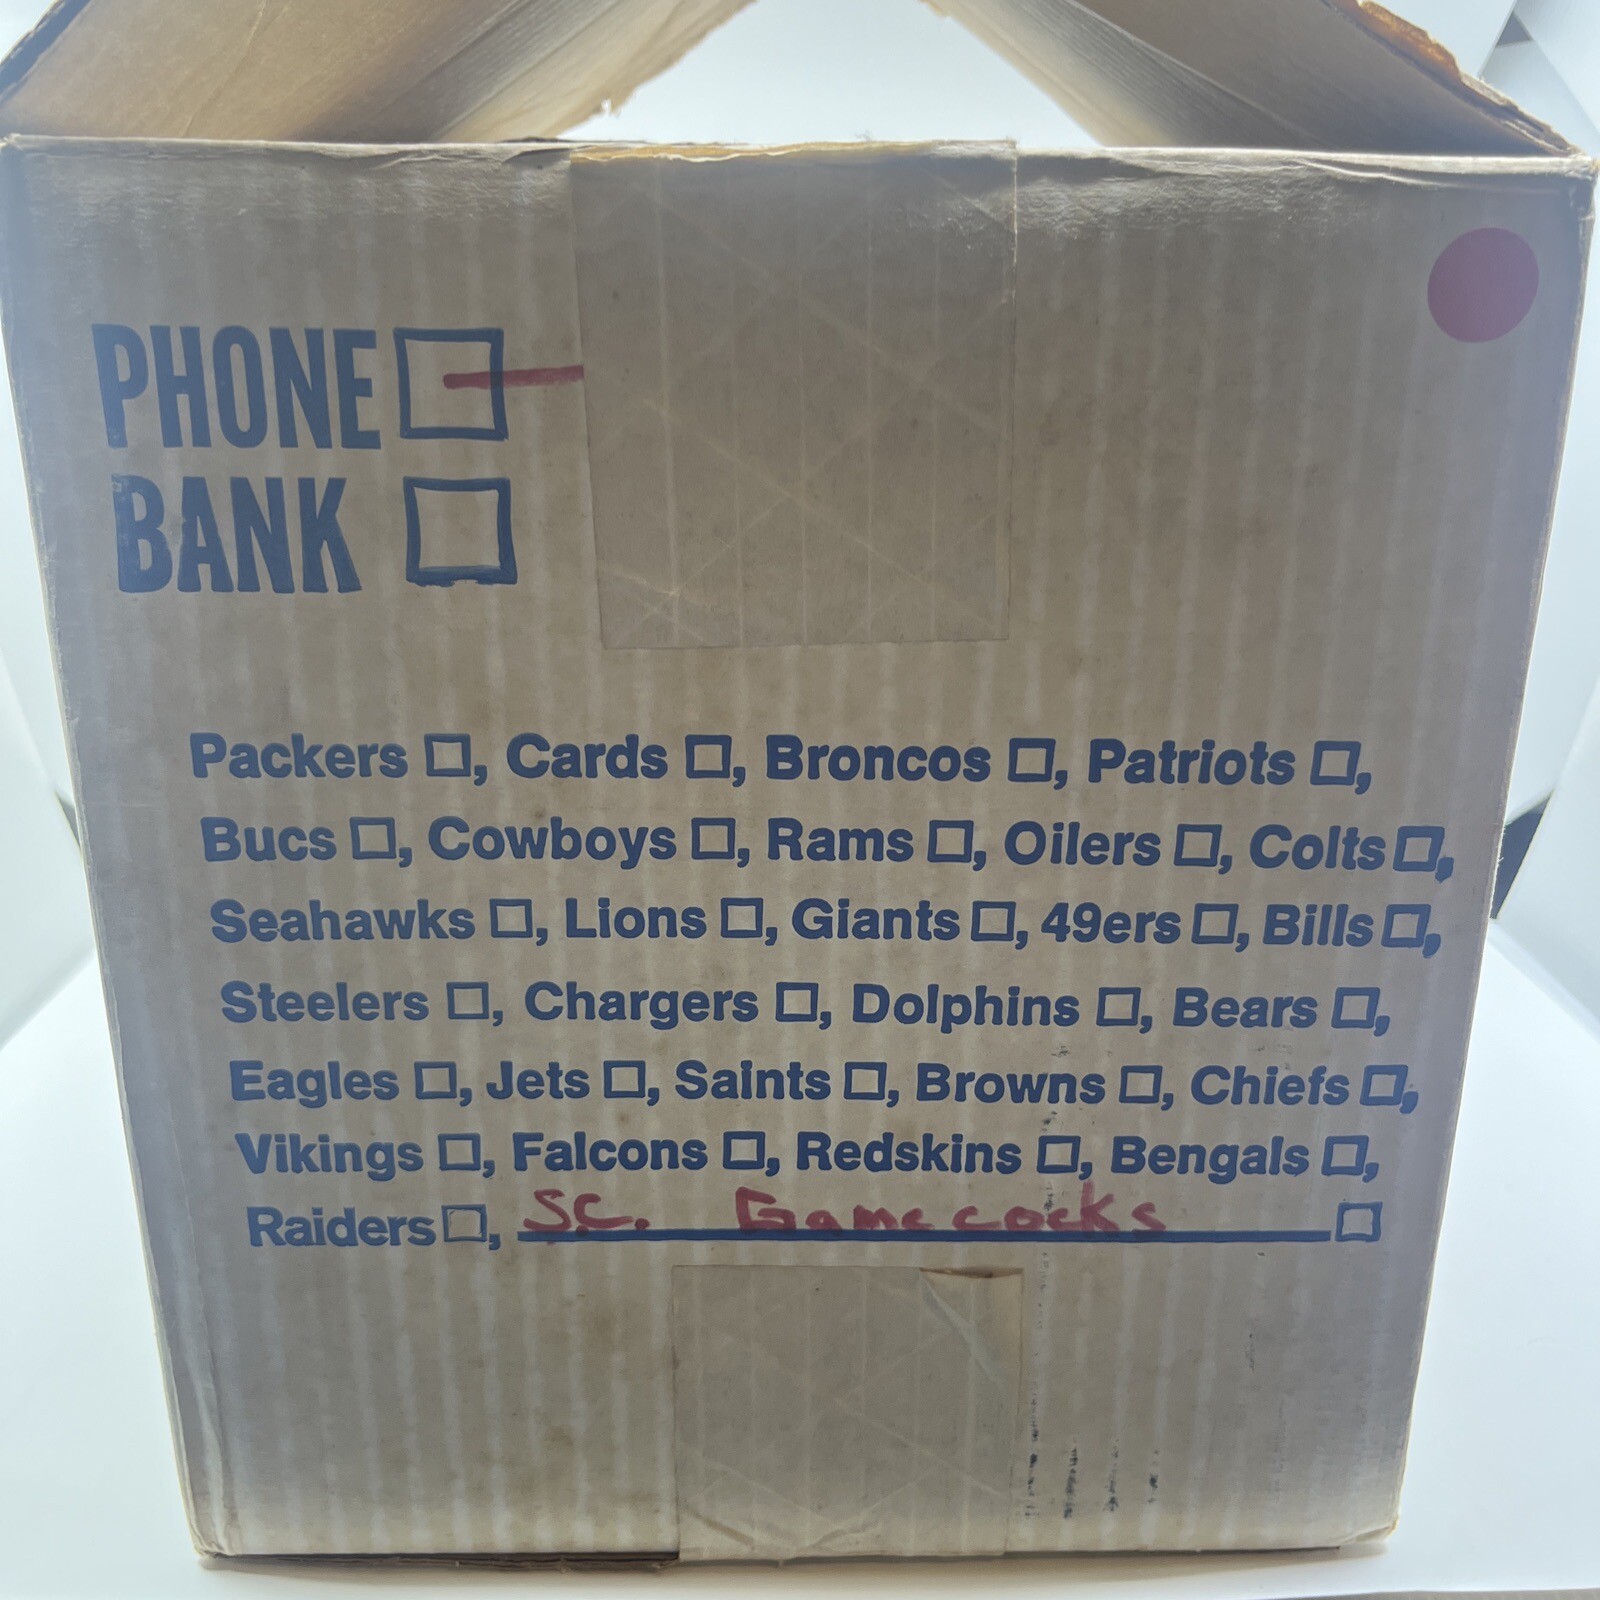 PHONE □
BANK □
Packers □, Cards □, Broncos □, Patriots □,
Bucs □, Cowboys □, Rams □, Oilers □, Colts □,
Seahawks □, Lions □, Giants □, 49ers □, Bills □,
Steelers □, Chargers □, Dolphins □, Bears □,
Eagles □, Jets □, Saints □, Browns □, Chiefs □,
Vikings □, Falcons □, Redskins □, Bengals □,
Raiders □, SC. Gamecocks □